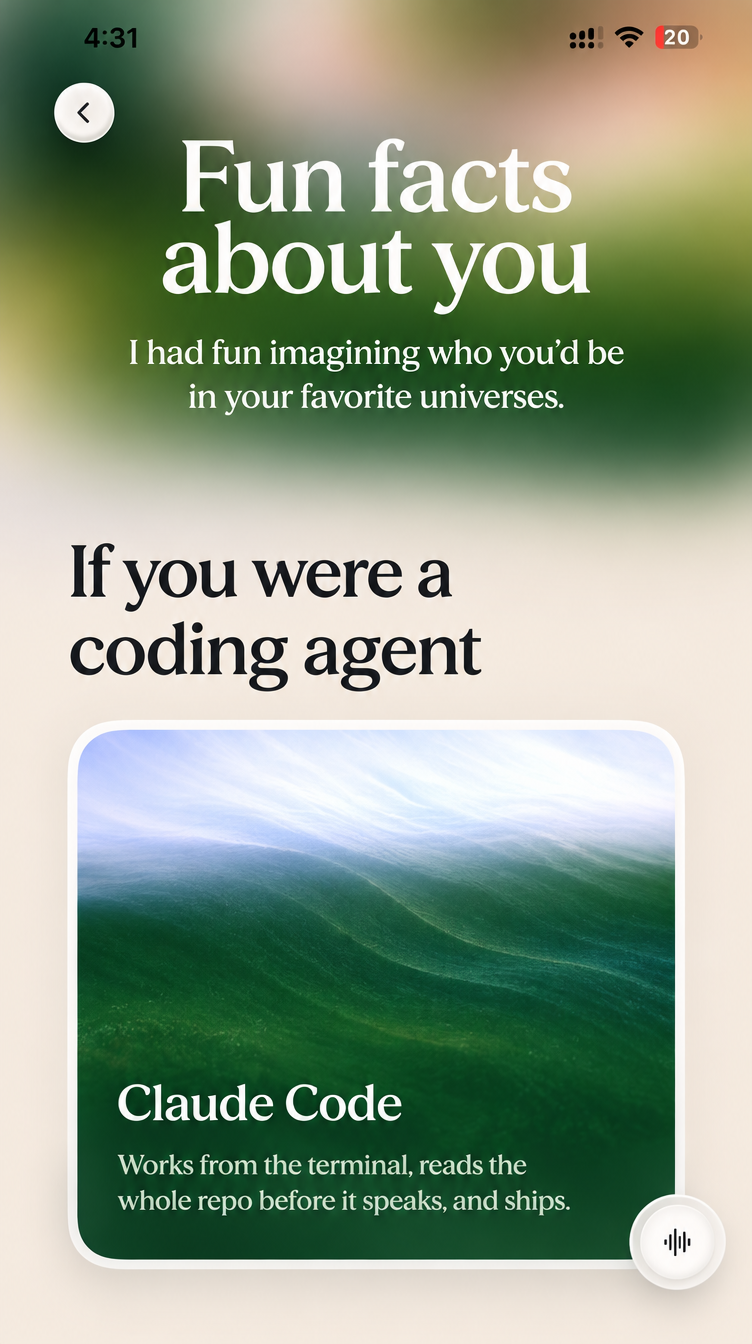 4:31
20
Fun facts
about you
I had fun imagining who you’d be
in your favorite universes.
If you were a
coding agent
Claude Code
Works from the terminal, reads the
whole repo before it speaks, and ships.